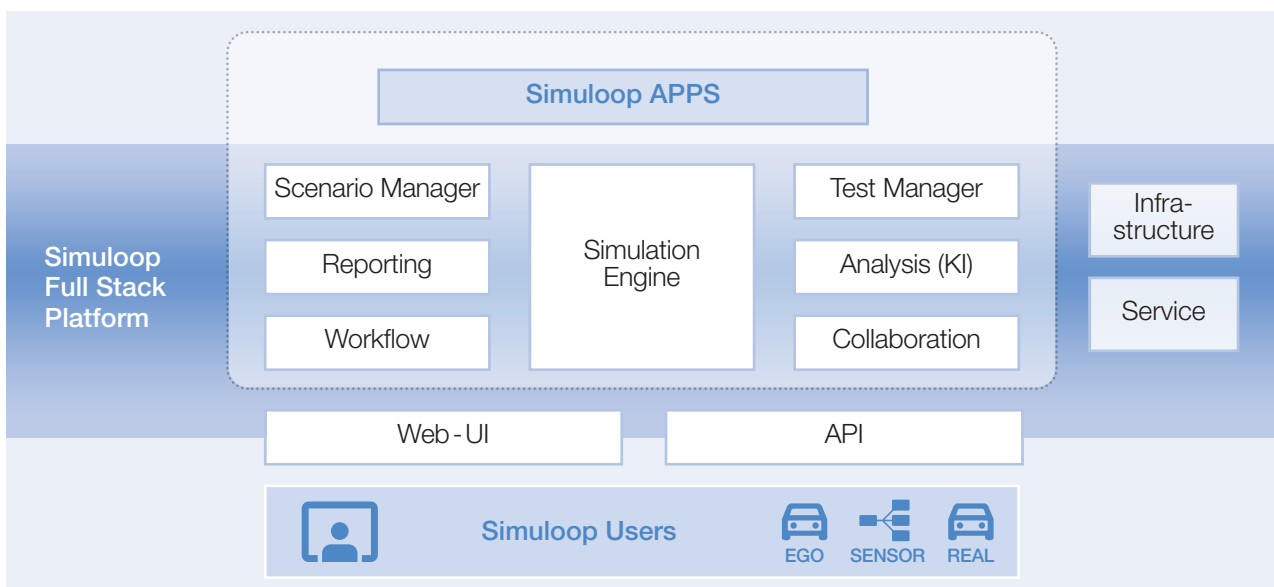 Simuloop APPS
Simuloop
Full Stack
Platform
Scenario Manager
Reporting
Workflow
Simulation
Engine
Test Manager
Analysis (KI)
Collaboration
Infra-
structure
Service
Web-UI
API
Simuloop Users
EGO
SENSOR
REAL